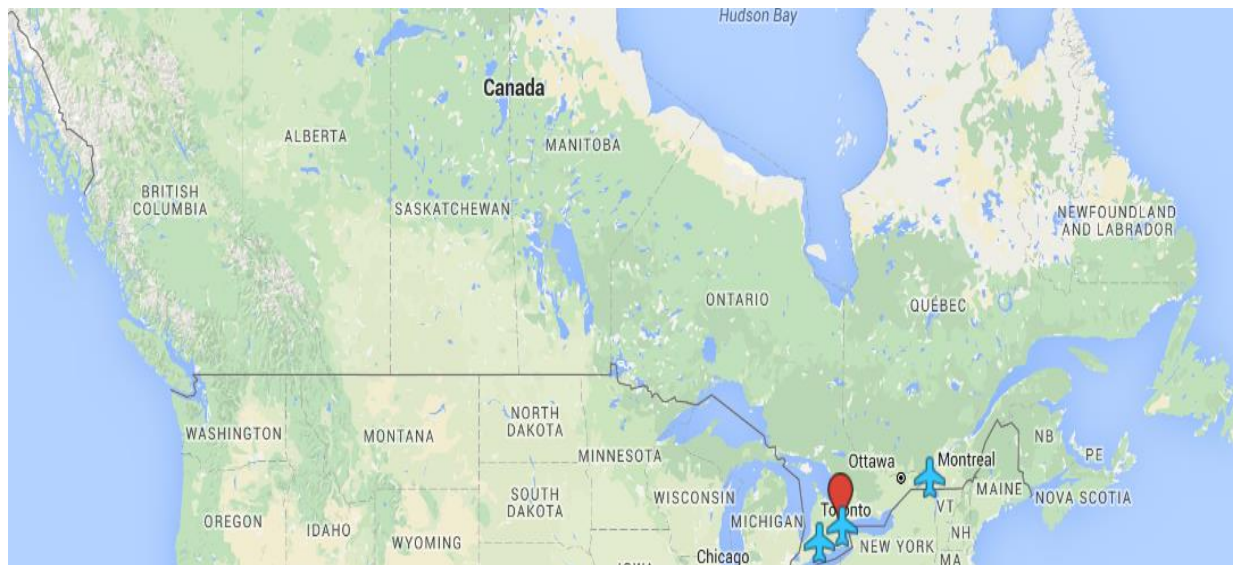 Hudson Bay
Canada
ALBERTA
MANITOBA
BRITISH
COLUMBIA
SASKATCHEWAN
NEWFOUNDLAND
AND LABRADOR
ONTARIO
QUÉBEC
NORTH
DAKOTA
WASHINGTON
MONTANA
MINNESOTA
NB
PE
Ottawa
Montreal
MAINE
NOVA SCOTIA
SOUTH
DAKOTA
WISCONSIN
MICHIGAN
Toronto
VT
OREGON
IDAHO
WYOMING
Chicago
NEW YORK
NH
MA